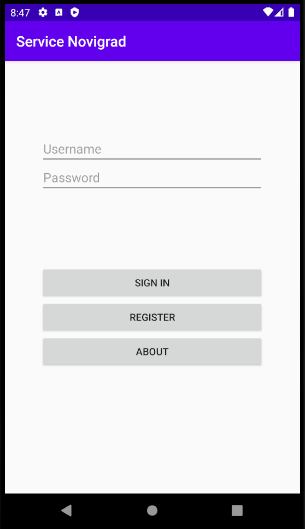 8:47
Service Novigrad
Username
Password
SIGN IN
REGISTER
ABOUT